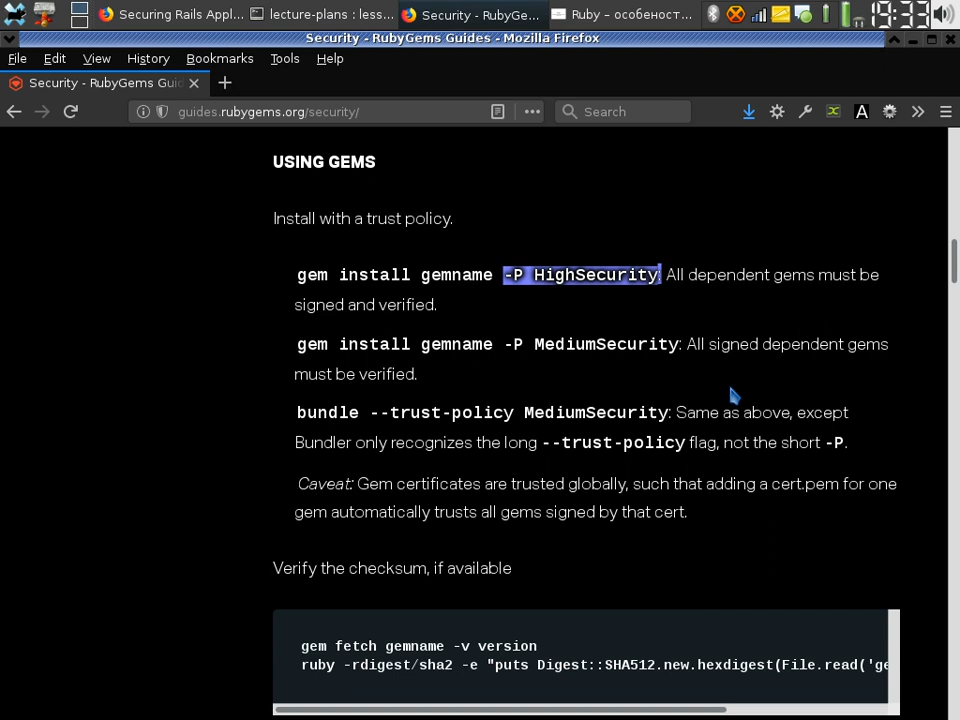 Securing Rails Appl...
lecture-plans : less...
Security - RubyGe...
Ruby – особеност...
19:33
Security - RubyGems Guides - Mozilla Firefox
File Edit View History Bookmarks Tools Help
Security - RubyGems Guid
guides.rubygems.org/security/
Search
USING GEMS
Install with a trust policy.
gem install gemname -P HighSecurity: All dependent gems must be
signed and verified.
gem install gemname -P MediumSecurity: All signed dependent gems
must be verified.
bundle --trust-policy MediumSecurity: Same as above, except
Bundler only recognizes the long --trust-policy flag, not the short -P.
Caveat: Gem certificates are trusted globally, such that adding a cert.pem for one
gem automatically trusts all gems signed by that cert.
Verify the checksum, if available
gem fetch gemname -v version
ruby -rdigest/sha2 -e "puts Digest::SHA512.new.hexdigest(File.read('ge